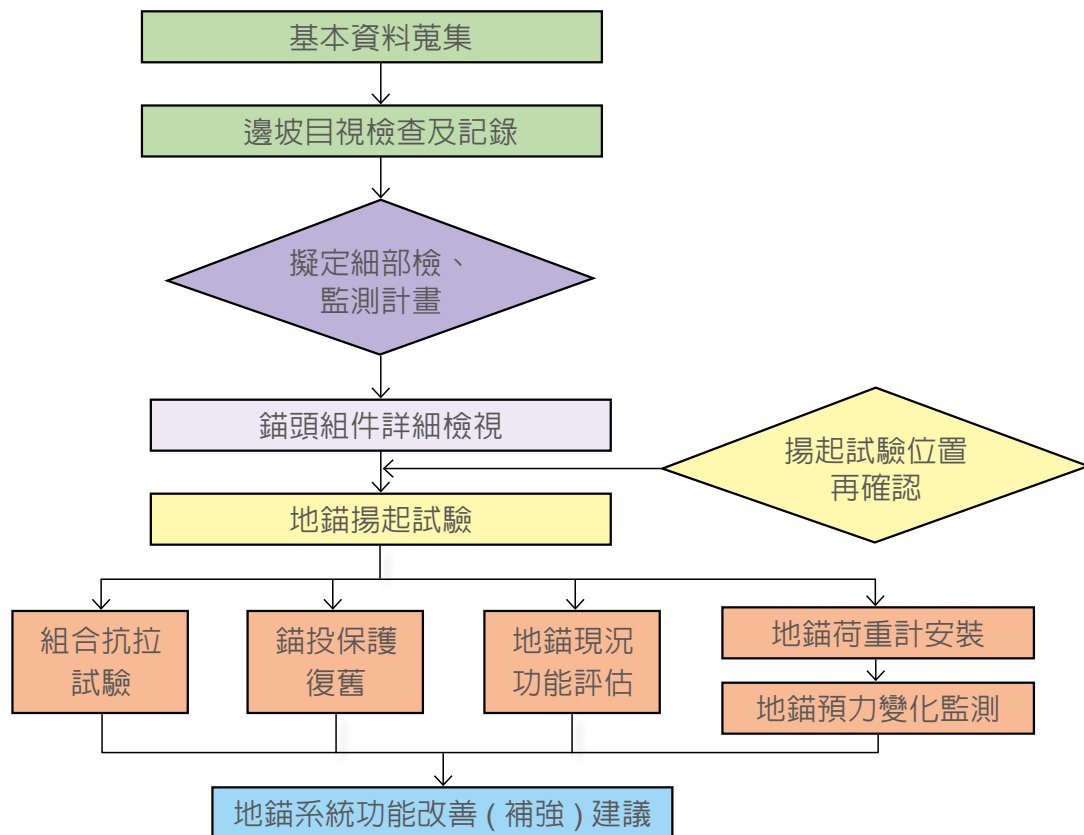 基本資料蒐集
邊坡目視檢查及記錄
擬定細部檢、
監測計畫
錨頭組件詳細檢視
揚起試驗位置
再確認
地錨揚起試驗
組合抗拉
試驗
錨投保護
復舊
地錨現況
功能評估
地錨荷重計安裝
地錨預力變化監測
地錨系統功能改善 ( 補強 ) 建議